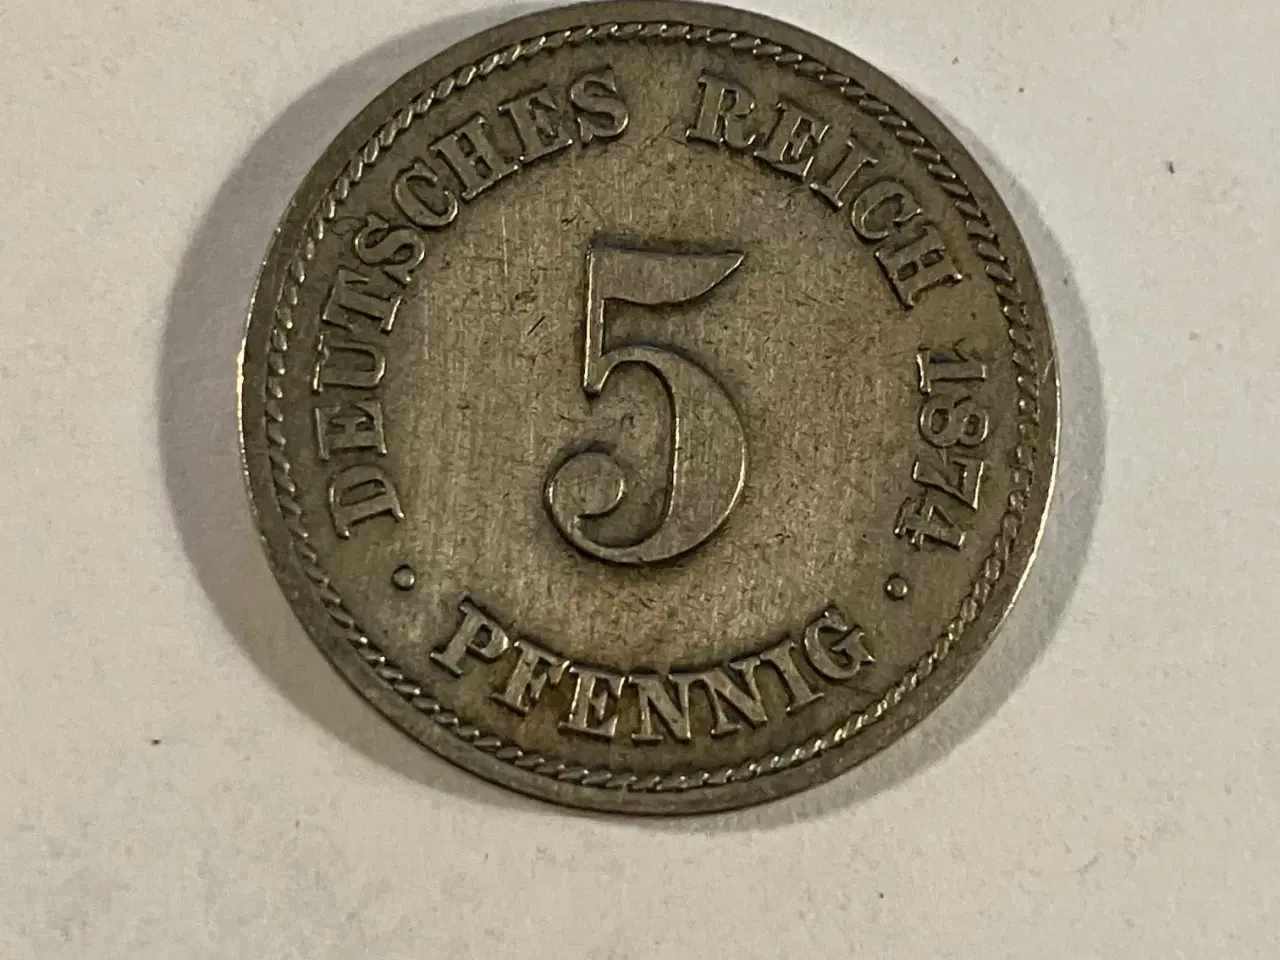 DEUTSCHES REICH 1874
5
• PFENNIG •